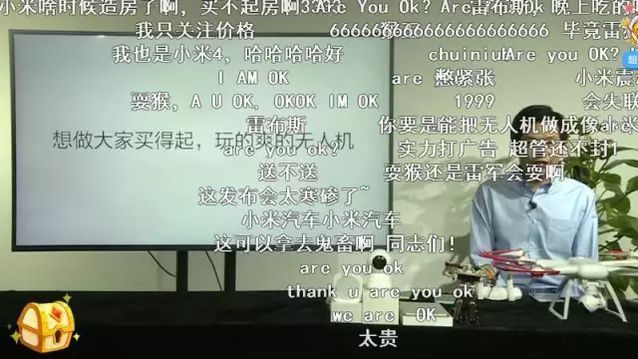 小米啥时候造房了啊，买不起房啊33Are You Ok? Are雷布斯ok 晚上吃的
我只关注价格 666666666666666666666 毕竟雷
我也是小米4，哈哈哈哈好 chuiniu Are you OK?
I AM OK are 憋紧张 小米震
耍猴，A U OK，OKOK IM OK 1999 会失联
雷布斯 你要是能把无人机做成像
想做大家买得起，玩的爽的无人机
are you ok? 实力打广告 超管还不封1
送不送 耍猴还是雷军会耍啊
这发布会太寒碜了~
小米汽车小米汽车
这可以拿去鬼畜啊 同志们！
are you ok
thank u are you ok
we are OK
太贵